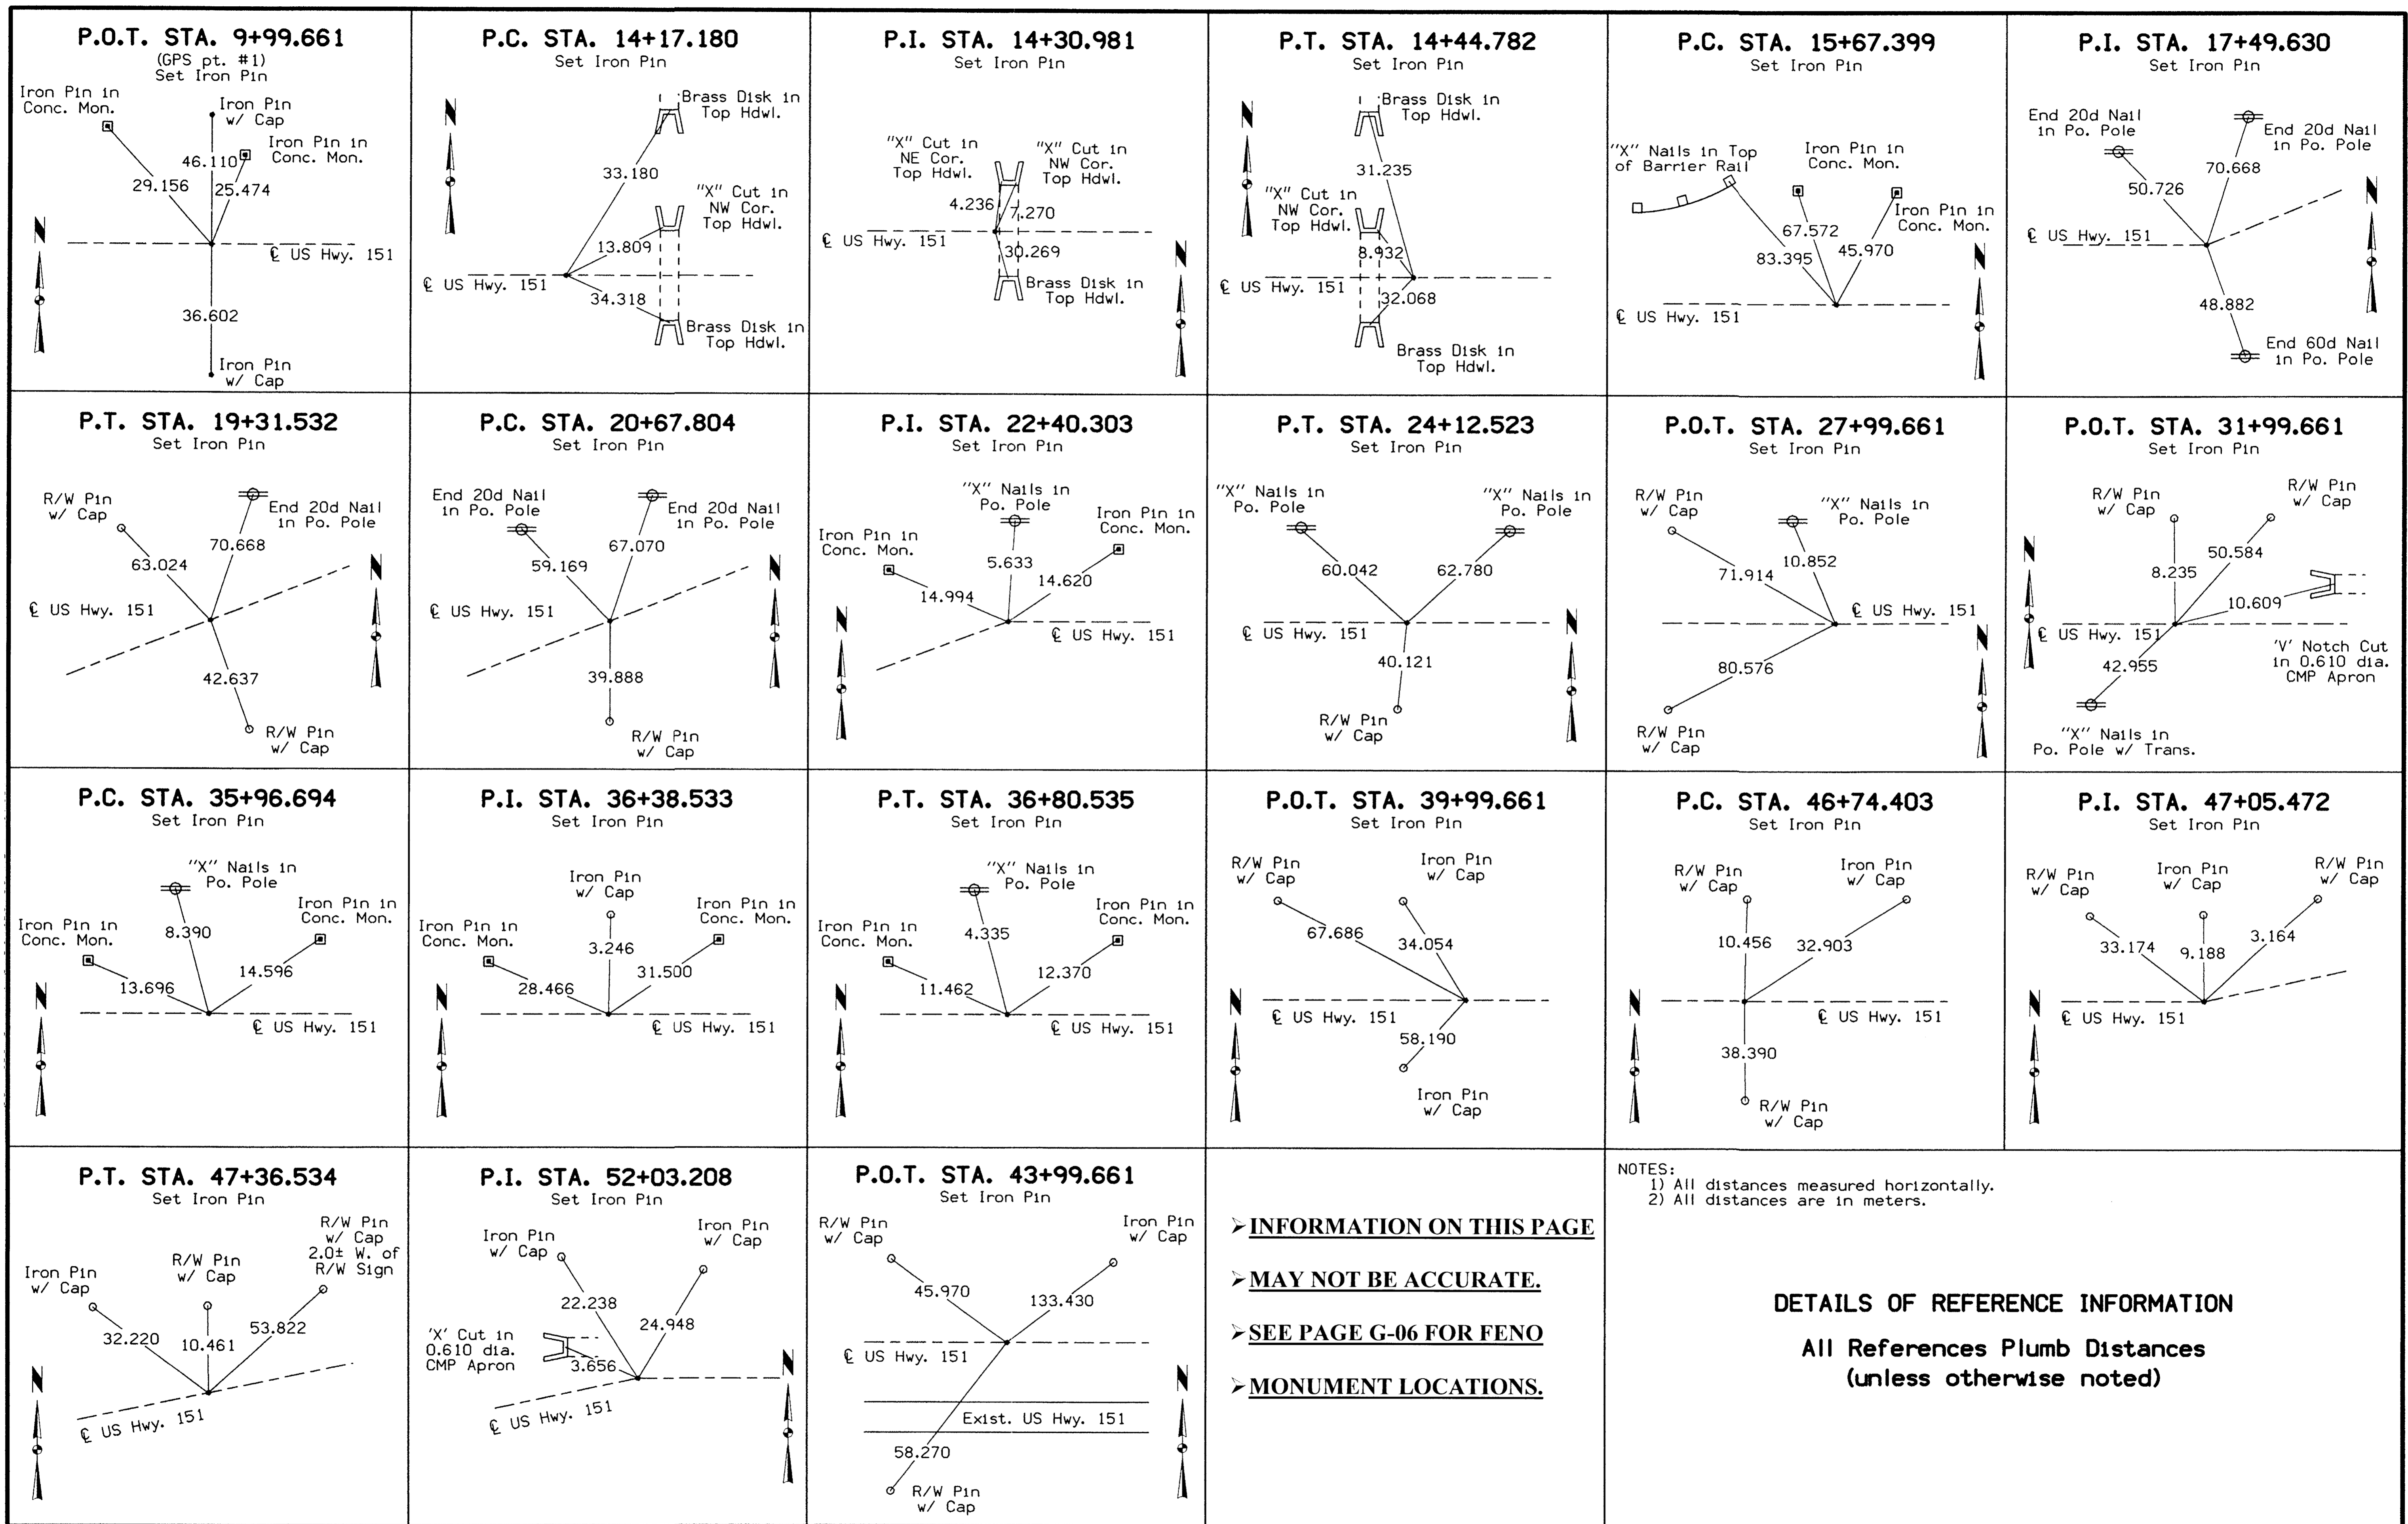 P.O.T. STA. 9+99.661
(GPS pt. #1)
Set Iron Pin
Iron Pin in
Conc. Mon.
Iron Pin
w/ Cap
Iron Pin in
Conc. Mon.
46.110
29.156
25.474
℄ US Hwy. 151
36.602
Iron Pin
w/ Cap
N
P.C. STA. 14+17.180
Set Iron Pin
N
Brass Disk in
Top Hdwl.
33.180
"X" Cut in
NW Cor.
Top Hdwl.
13.809
℄ US Hwy. 151
34.318
Brass Disk in
Top Hdwl.
P.I. STA. 14+30.981
Set Iron Pin
"X" Cut in
NE Cor.
Top Hdwl.
"X" Cut in
NW Cor.
Top Hdwl.
4.236
7.270
℄ US Hwy. 151
30.269
Brass Disk in
Top Hdwl.
N
P.T. STA. 14+44.782
Set Iron Pin
N
Brass Disk in
Top Hdwl.
31.235
"X" Cut in
NW Cor.
Top Hdwl.
8.932
℄ US Hwy. 151
32.068
Brass Disk in
Top Hdwl.
P.C. STA. 15+67.399
Set Iron Pin
"X" Nails in Top
of Barrier Rail
Iron Pin in
Conc. Mon.
Iron Pin in
Conc. Mon.
67.572
83.395
45.970
℄ US Hwy. 151
N
P.I. STA. 17+49.630
Set Iron Pin
End 20d Nail
in Po. Pole
End 20d Nail
in Po. Pole
50.726
70.668
℄ US Hwy. 151
48.882
End 60d Nail
in Po. Pole
N
P.T. STA. 19+31.532
Set Iron Pin
R/W Pin
w/ Cap
End 20d Nail
in Po. Pole
70.668
63.024
℄ US Hwy. 151
42.637
R/W Pin
w/ Cap
N
P.C. STA. 20+67.804
Set Iron Pin
End 20d Nail
in Po. Pole
End 20d Nail
in Po. Pole
67.070
59.169
℄ US Hwy. 151
39.888
R/W Pin
w/ Cap
N
P.I. STA. 22+40.303
Set Iron Pin
"X" Nails in
Po. Pole
Iron Pin in
Conc. Mon.
Iron Pin in
Conc. Mon.
5.633
14.620
14.994
℄ US Hwy. 151
N
P.T. STA. 24+12.523
Set Iron Pin
"X" Nails in
Po. Pole
"X" Nails in
Po. Pole
60.042
62.780
℄ US Hwy. 151
40.121
R/W Pin
w/ Cap
N
P.O.T. STA. 27+99.661
Set Iron Pin
R/W Pin
w/ Cap
"X" Nails in
Po. Pole
71.914
10.852
℄ US Hwy. 151
80.576
R/W Pin
w/ Cap
N
P.O.T. STA. 31+99.661
Set Iron Pin
R/W Pin
w/ Cap
R/W Pin
w/ Cap
N
50.584
8.235
10.609
℄ US Hwy. 151
42.955
'V' Notch Cut
in 0.610 dia.
CMP Apron
"X" Nails in
Po. Pole w/ Trans.
P.C. STA. 35+96.694
Set Iron Pin
"X" Nails in
Po. Pole
Iron Pin in
Conc. Mon.
Iron Pin in
Conc. Mon.
8.390
14.596
13.696
℄ US Hwy. 151
N
P.I. STA. 36+38.533
Set Iron Pin
Iron Pin
w/ Cap
Iron Pin in
Conc. Mon.
Iron Pin in
Conc. Mon.
3.246
31.500
28.466
℄ US Hwy. 151
N
P.T. STA. 36+80.535
Set Iron Pin
"X" Nails in
Po. Pole
Iron Pin in
Conc. Mon.
Iron Pin in
Conc. Mon.
4.335
12.370
11.462
℄ US Hwy. 151
N
P.O.T. STA. 39+99.661
Set Iron Pin
R/W Pin
w/ Cap
Iron Pin
w/ Cap
67.686
34.054
℄ US Hwy. 151
58.190
Iron Pin
w/ Cap
N
P.C. STA. 46+74.403
Set Iron Pin
R/W Pin
w/ Cap
Iron Pin
w/ Cap
10.456
32.903
℄ US Hwy. 151
38.390
R/W Pin
w/ Cap
N
P.I. STA. 47+05.472
Set Iron Pin
R/W Pin
w/ Cap
Iron Pin
w/ Cap
R/W Pin
w/ Cap
33.174
9.188
3.164
℄ US Hwy. 151
N
P.T. STA. 47+36.534
Set Iron Pin
Iron Pin
w/ Cap
R/W Pin
w/ Cap
R/W Pin
w/ Cap
2.0± W. of
R/W Sign
32.220
10.461
53.822
℄ US Hwy. 151
N
P.I. STA. 52+03.208
Set Iron Pin
Iron Pin
w/ Cap
Iron Pin
w/ Cap
22.238
24.948
'X' Cut in
0.610 dia.
CMP Apron
3.656
℄ US Hwy. 151
N
P.O.T. STA. 43+99.661
Set Iron Pin
R/W Pin
w/ Cap
Iron Pin
w/ Cap
45.970
133.430
℄ US Hwy. 151
Exist. US Hwy. 151
58.270
R/W Pin
w/ Cap
N
➢INFORMATION ON THIS PAGE
➢MAY NOT BE ACCURATE.
➢SEE PAGE G-06 FOR FENO
➢MONUMENT LOCATIONS.
NOTES:
1) All distances measured horizontally.
2) All distances are in meters.
DETAILS OF REFERENCE INFORMATION
All References Plumb Distances
(unless otherwise noted)